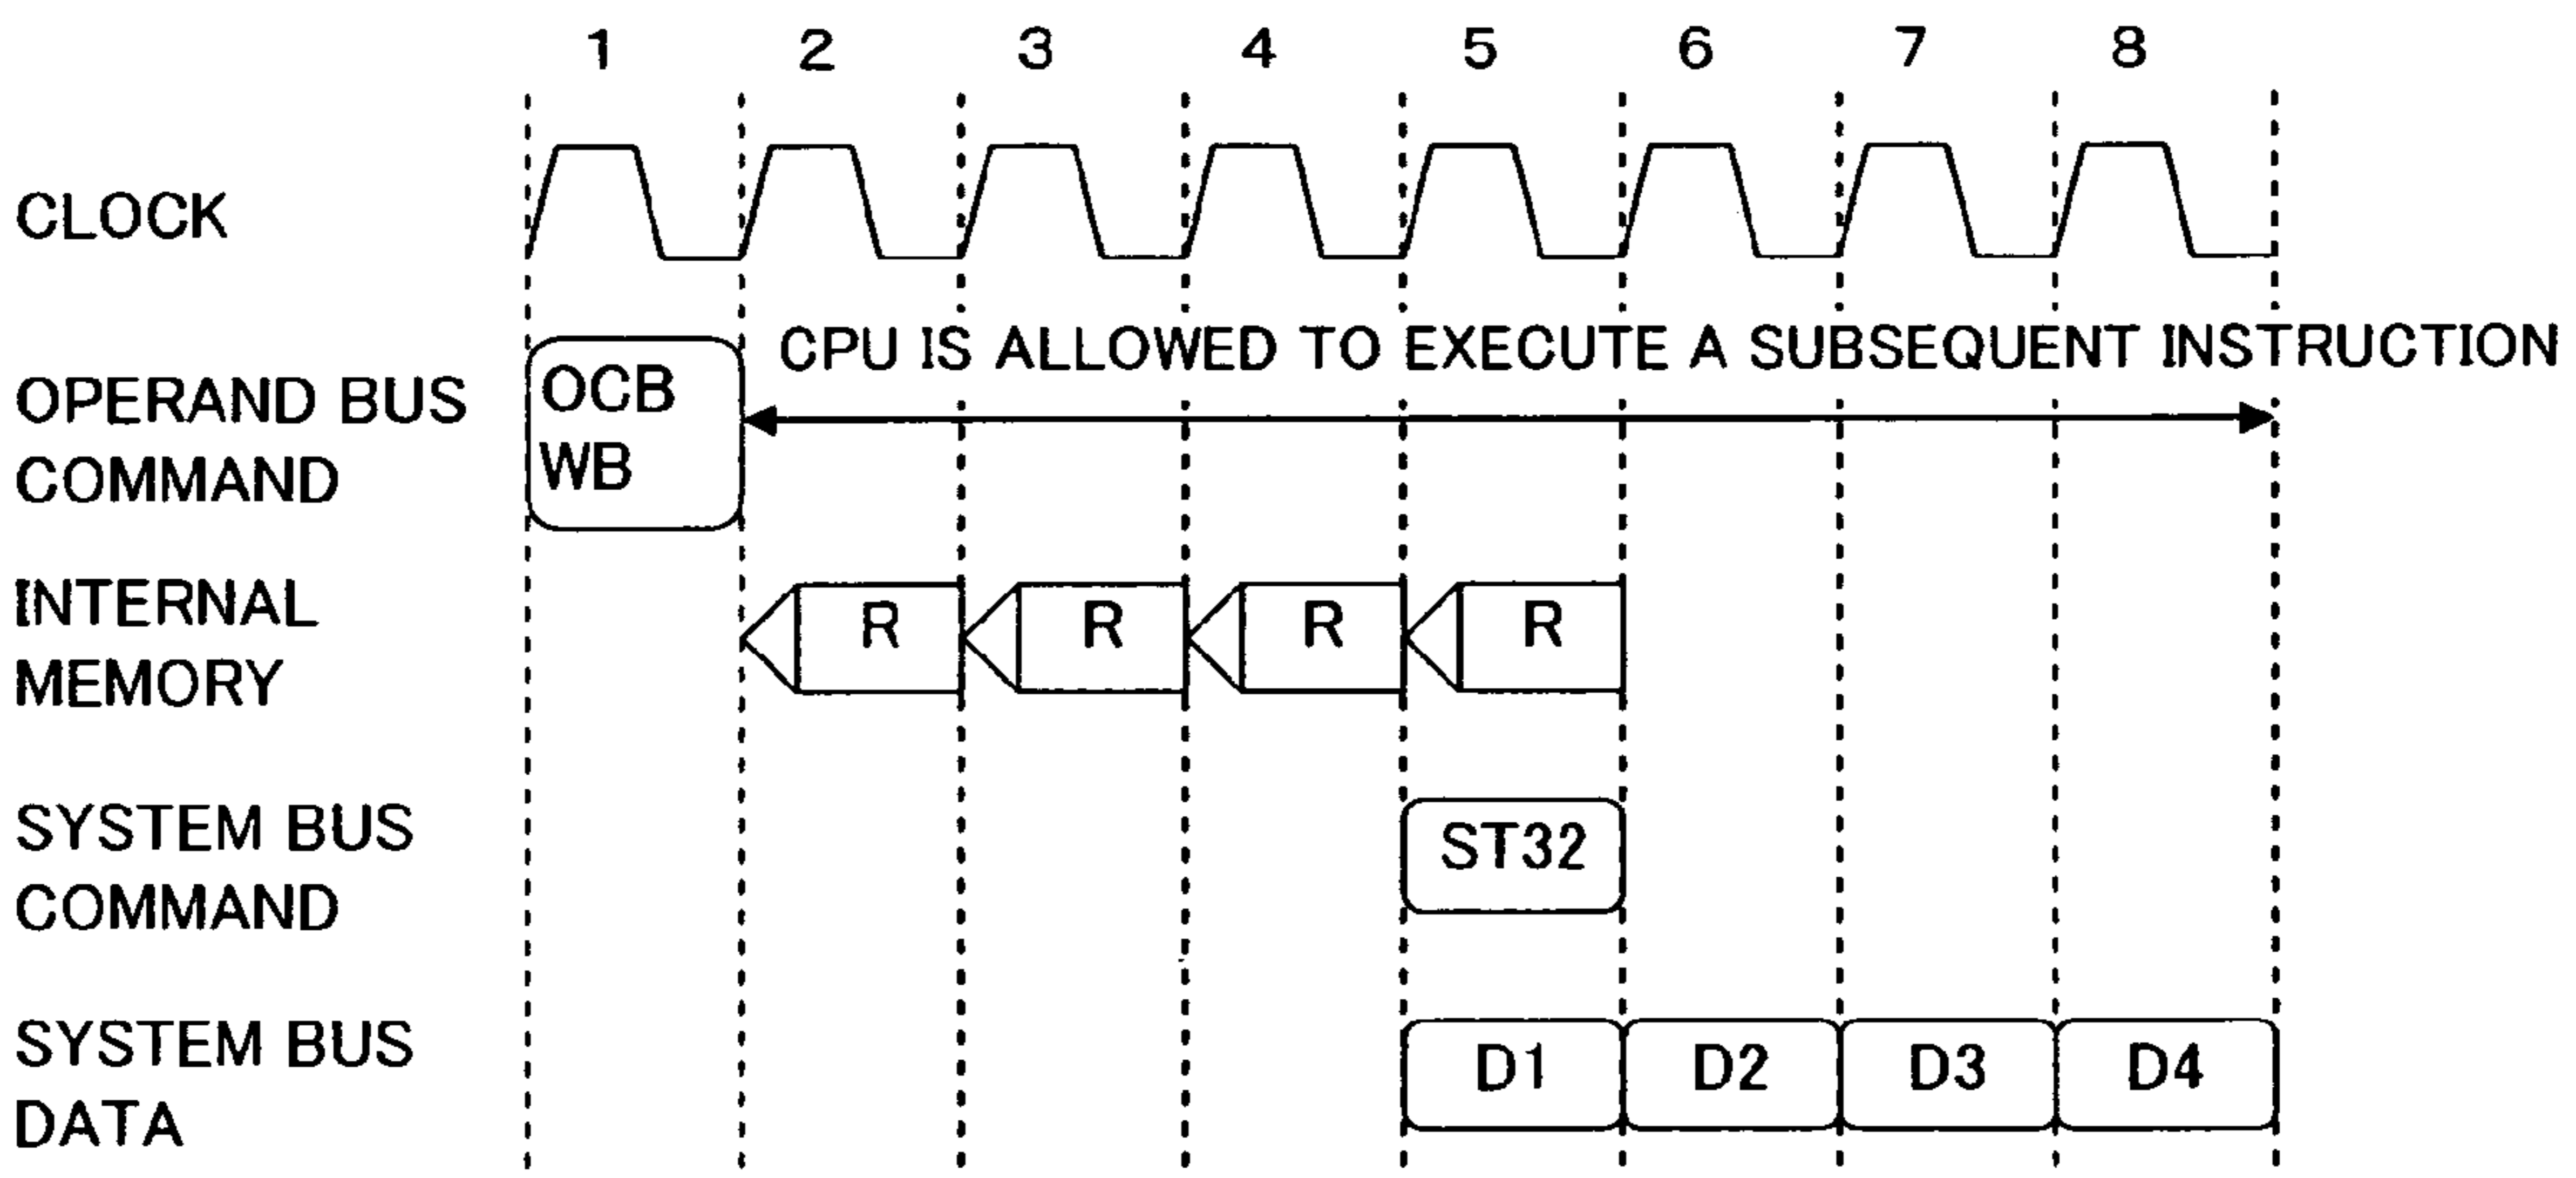 1 2 3 4 5 6 7 8
CLOCK
CPU IS ALLOWED TO EXECUTE A SUBSEQUENT INSTRUCTION
OPERAND BUS
COMMAND
OCB
WB
INTERNAL
MEMORY
R R R R
SYSTEM BUS
COMMAND
ST32
SYSTEM BUS
DATA
D1 D2 D3 D4